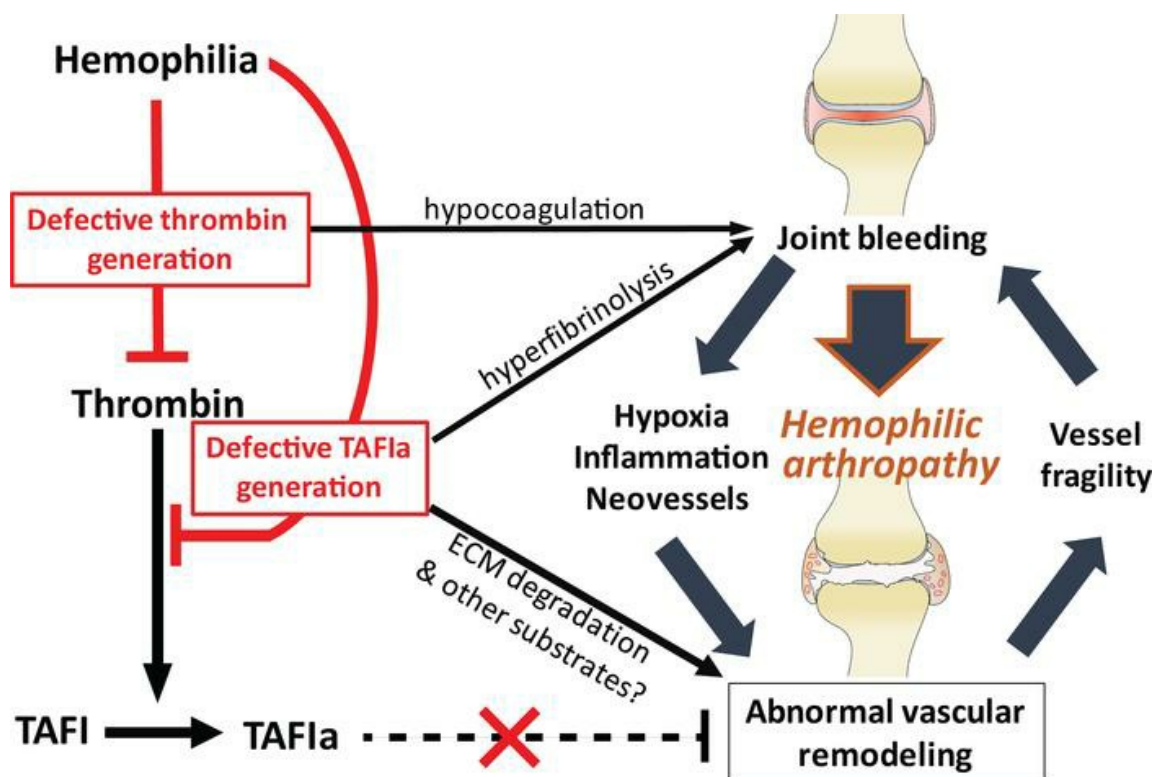 Hemophilia
Defective thrombin
generation
hypocoagulation
Joint bleeding
hyperfibrinolysis
Thrombin
Defective TAFIa
generation
Hypoxia
Inflammation
Neovessels
Hemophilic
arthropathy
Vessel
fragility
ECM degradation
& other substrates?
TAFI
TAFIa
Abnormal vascular
remodeling